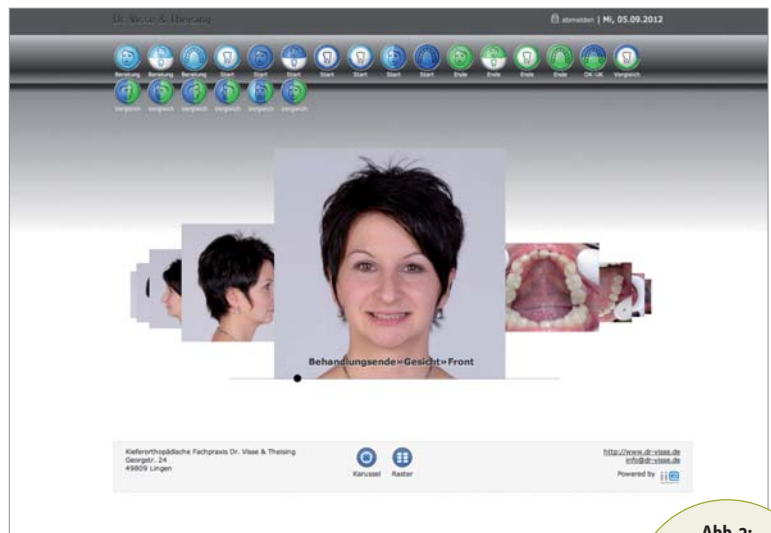 Dr. Visse & Theising
abmelden | Mi, 05.09.2012
Beratung Beratung Beratung Start Start Start Start Start Start Start Ende Ende Ende Ende OK-UK Vergleich
Vergleich Vergleich Vergleich Vergleich Vergleich Vergleich
Behandlungsende»Gesicht»Front
Kieferorthopädische Fachpraxis Dr. Visse & Theising
Georgstr. 24
49809 Lingen
Karussel Raster
http://www.dr-visse.de
info@dr-visse.de
Powered by
Abb. 2: